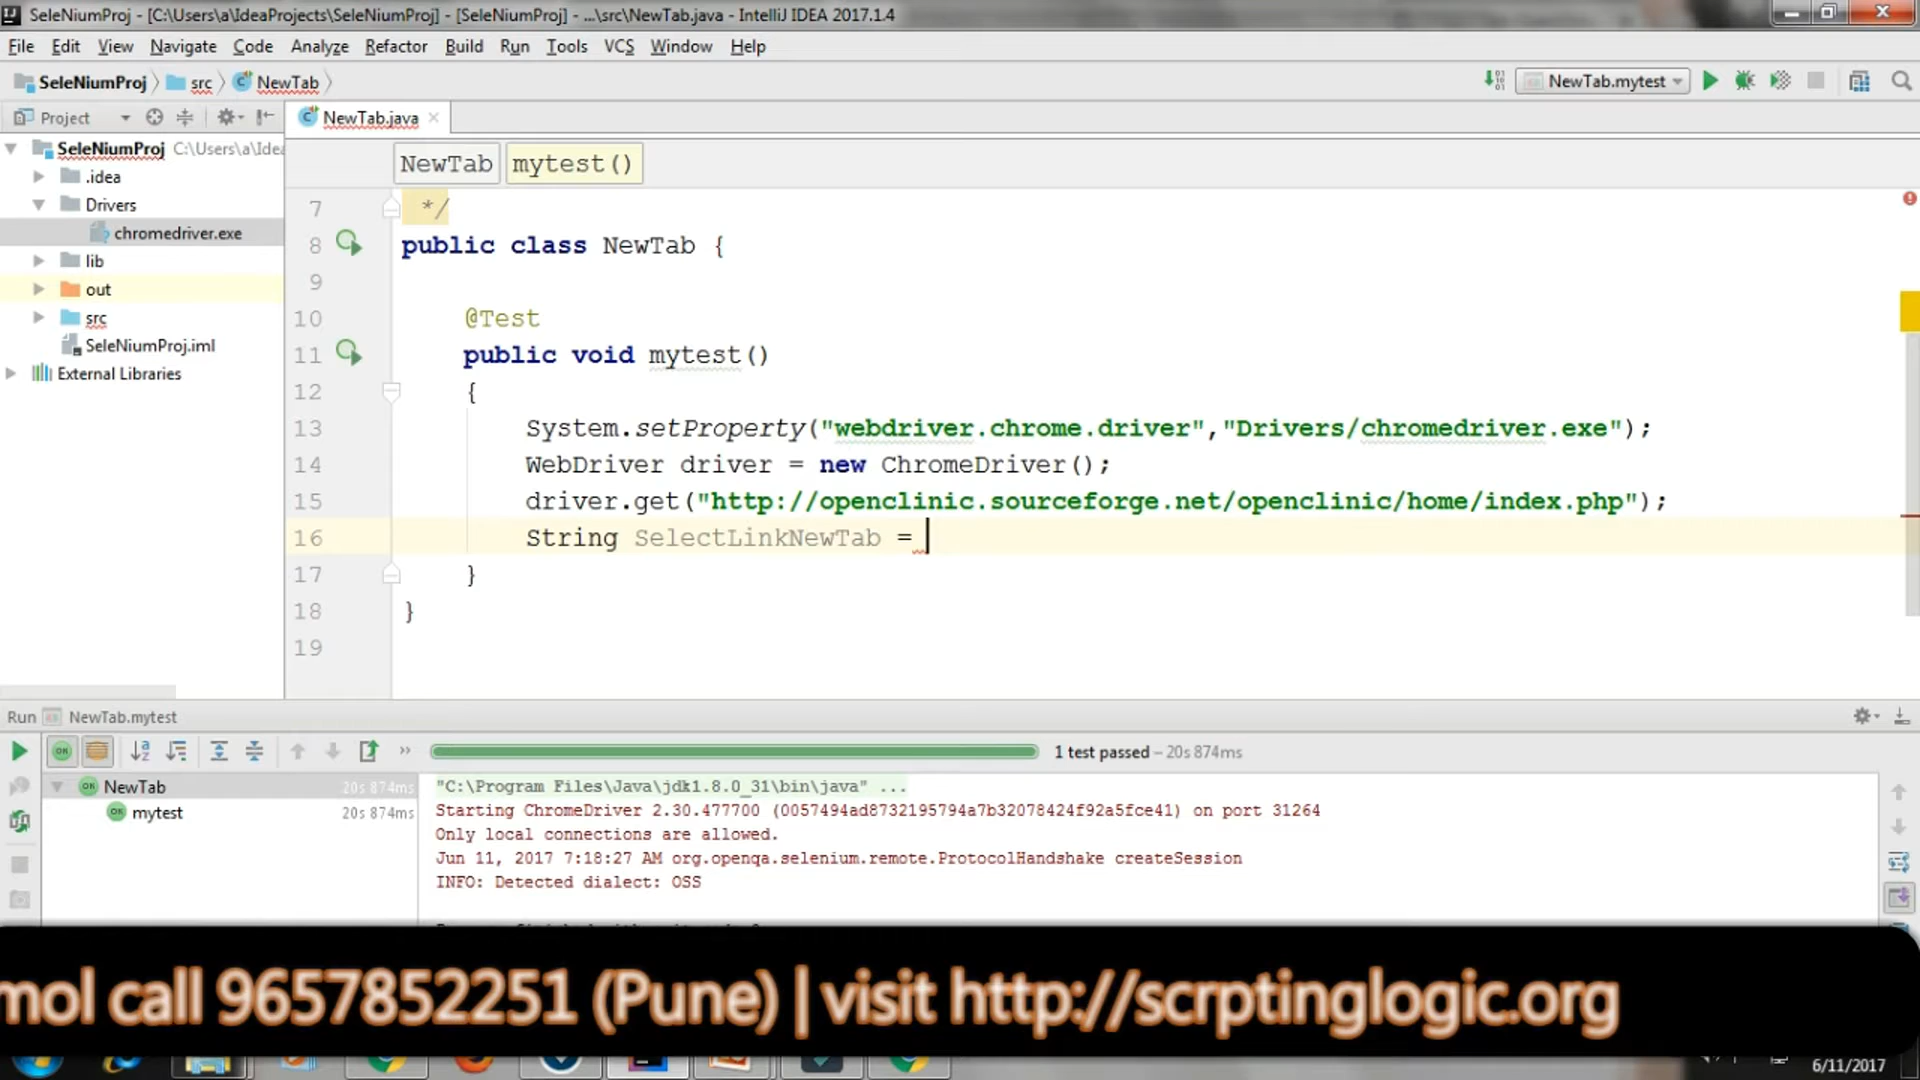 SeleNiumProj - [C:\Users\a\IdeaProjects\SeleNiumProj] - [SeleNiumProj] - ...\src\NewTab.java - IntelliJ IDEA 2017.1.4
File Edit View Navigate Code Analyze Refactor Build Run Tools VCS Window Help
SeleNiumProj src NewTab NewTab.mytest
Project NewTab.java
SeleNiumProj C:\Users\a\Idea
.idea
Drivers
chromedriver.exe
lib
out
src
SeleNiumProj.iml
External Libraries
NewTab mytest()
7 */
8 public class NewTab {
9
10 @Test
11 public void mytest()
12 {
13 System.setProperty("webdriver.chrome.driver","Drivers/chromedriver.exe");
14 WebDriver driver = new ChromeDriver();
15 driver.get("http://openclinic.sourceforge.net/openclinic/home/index.php");
16 String SelectLinkNewTab =
17 }
18 }
19
Run NewTab.mytest
1 test passed – 20s 874ms
NewTab 20s 874ms
mytest 20s 874ms
"C:\Program Files\Java\jdk1.8.0_31\bin\java" ...
Starting ChromeDriver 2.30.477700 (0057494ad8732195794a7b32078424f92a5fce41) on port 31264
Only local connections are allowed.
Jun 11, 2017 7:18:27 AM org.openqa.selenium.remote.ProtocolHandshake createSession
INFO: Detected dialect: OSS
mol call 9657852251 (Pune) | visit http://scrptinglogic.org
6/11/2017